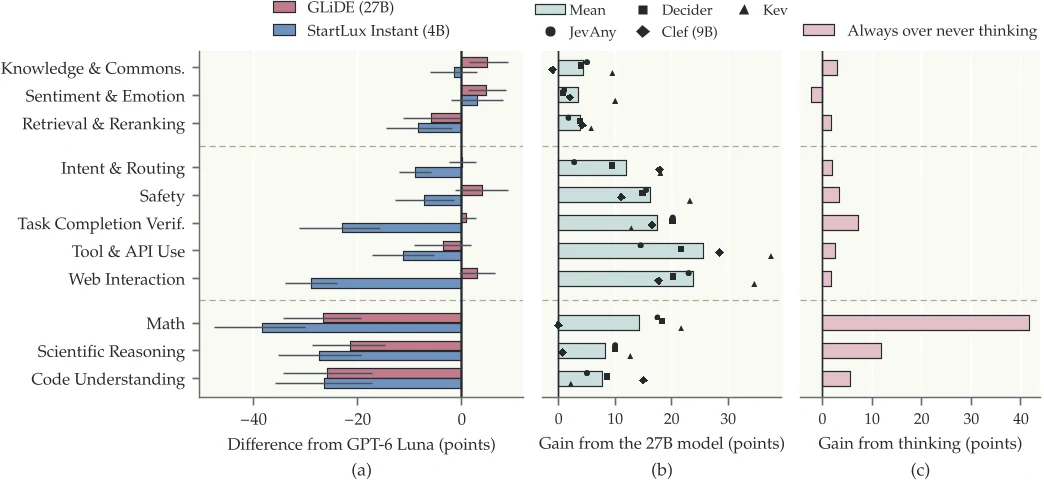 GLiDE (27B)
StartLux Instant (4B)
Mean
Decider
Kev
JevAny
Clef (9B)
Always over never thinking
Knowledge & Commons.
Sentiment & Emotion
Retrieval & Reranking
Intent & Routing
Safety
Task Completion Verif.
Tool & API Use
Web Interaction
Math
Scientific Reasoning
Code Understanding
−40
−20
0
Difference from GPT-6 Luna (points)
(a)
0
10
20
30
Gain from the 27B model (points)
(b)
0
10
20
30
40
Gain from thinking (points)
(c)